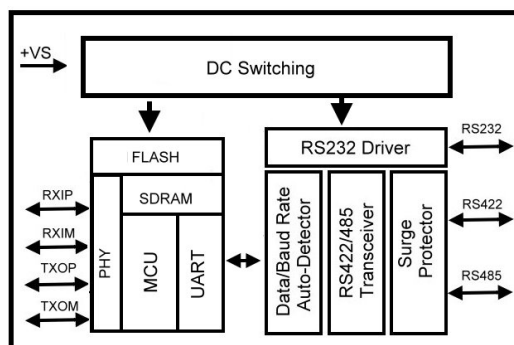 +VS
DC Switching
FLASH
SDRAM
PHY
MCU
UART
RXIP
RXIM
TXOP
TXOM
RS232 Driver
Data/Baud Rate
Auto-Detector
RS422/485
Transceiver
Surge
Protector
RS232
RS422
RS485